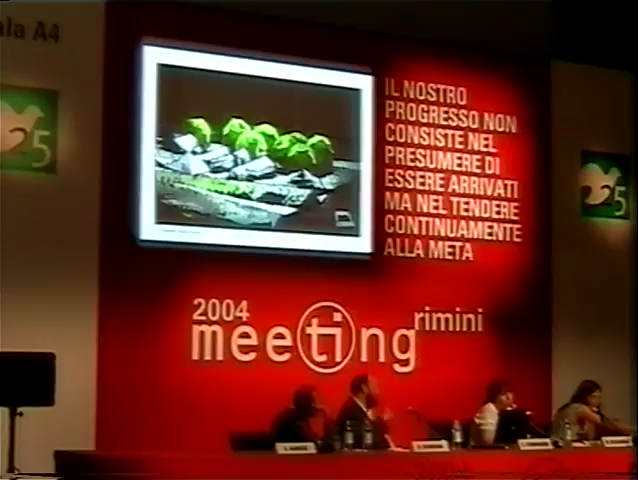 ala A4
25
IL NOSTRO
PROGRESSO NON
CONSISTE NEL
PRESUMERE DI
ESSERE ARRIVATI
MA NEL TENDERE
CONTINUAMENTE
ALLA META
25
2004
meeting rimini